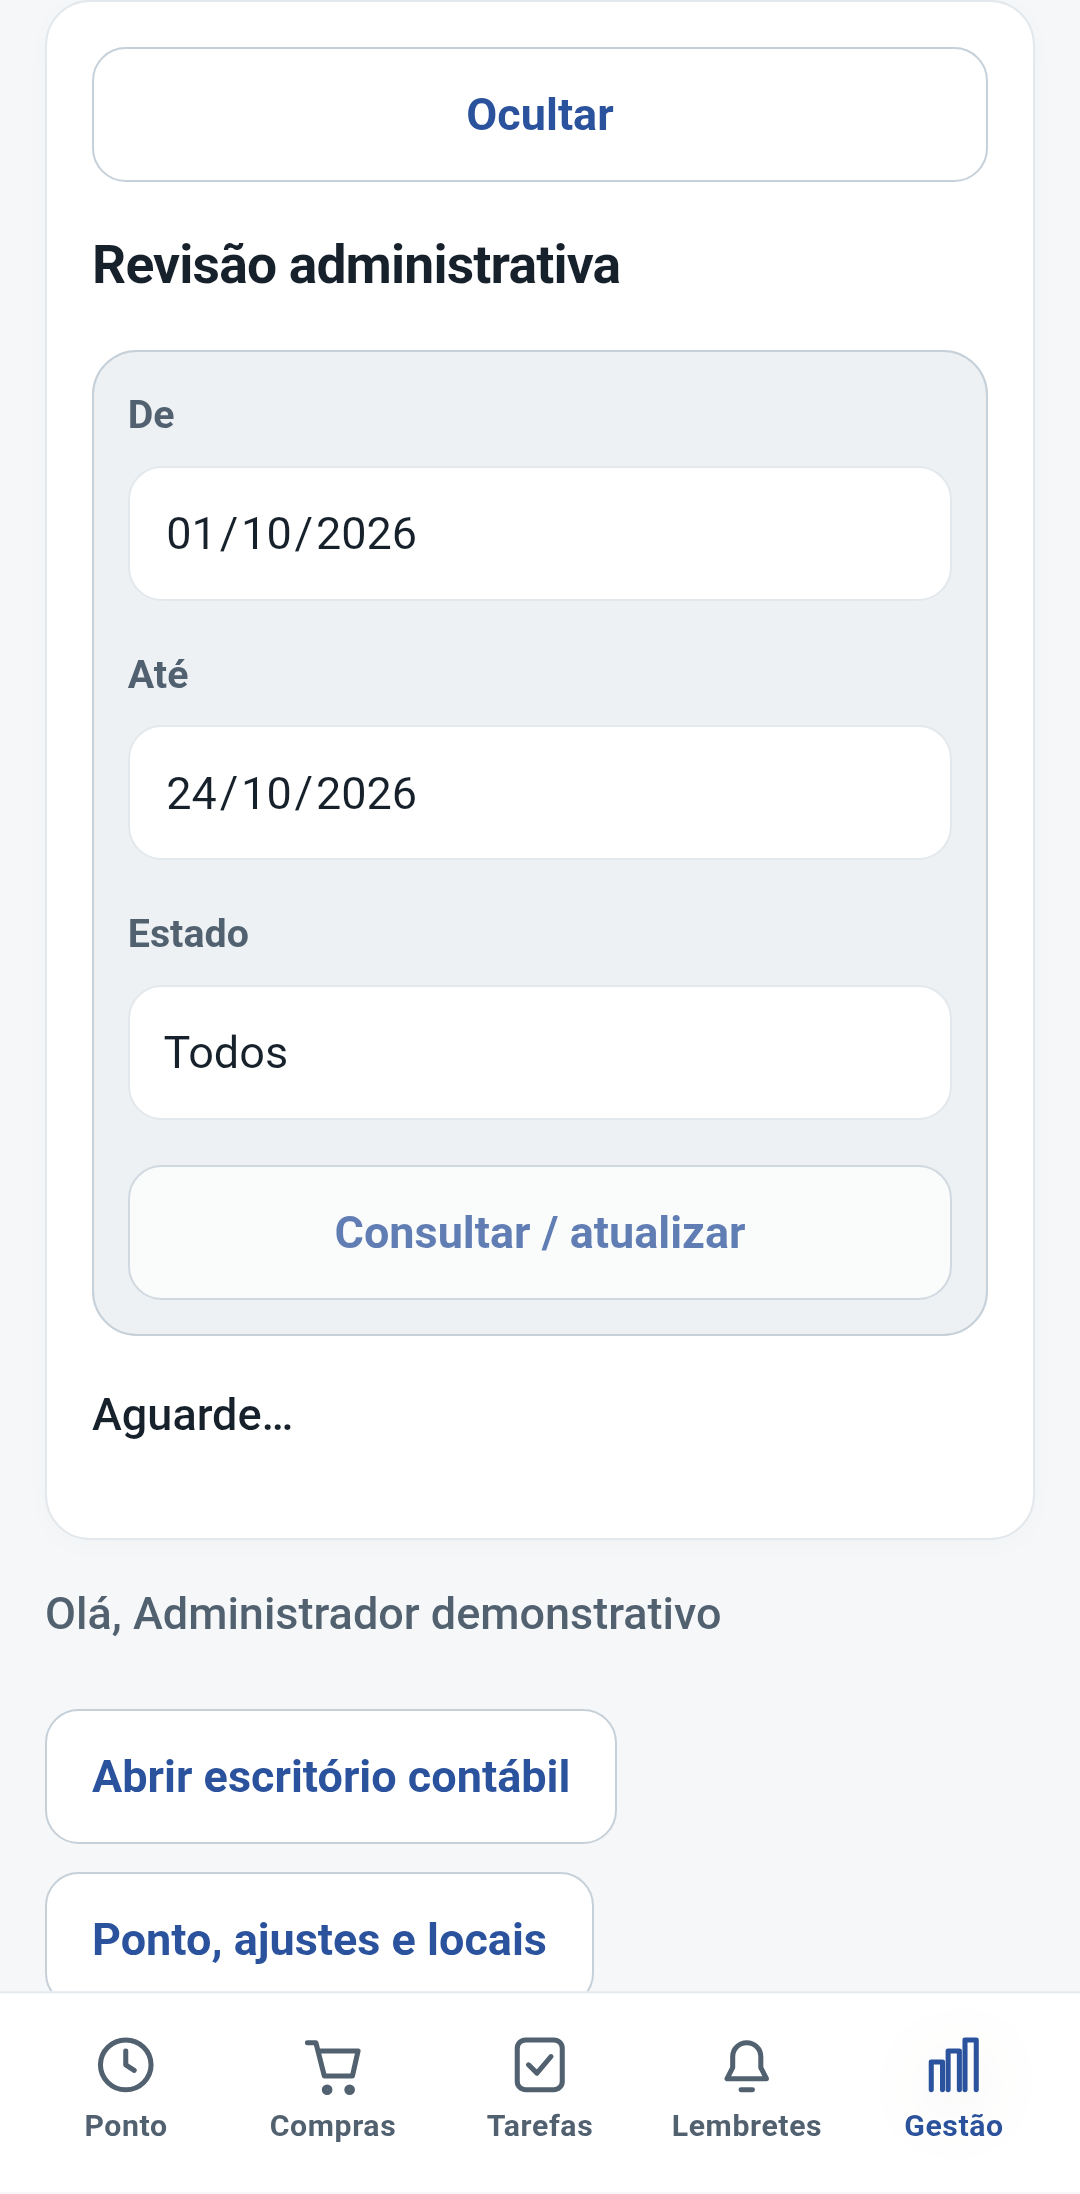 Ocultar
Revisão administrativa
De
01/10/2026
Até
24/10/2026
Estado
Todos
Consultar / atualizar
Aguarde…
Olá, Administrador demonstrativo
Abrir escritório contábil
Ponto, ajustes e locais
Ponto
Compras
Tarefas
Lembretes
Gestão